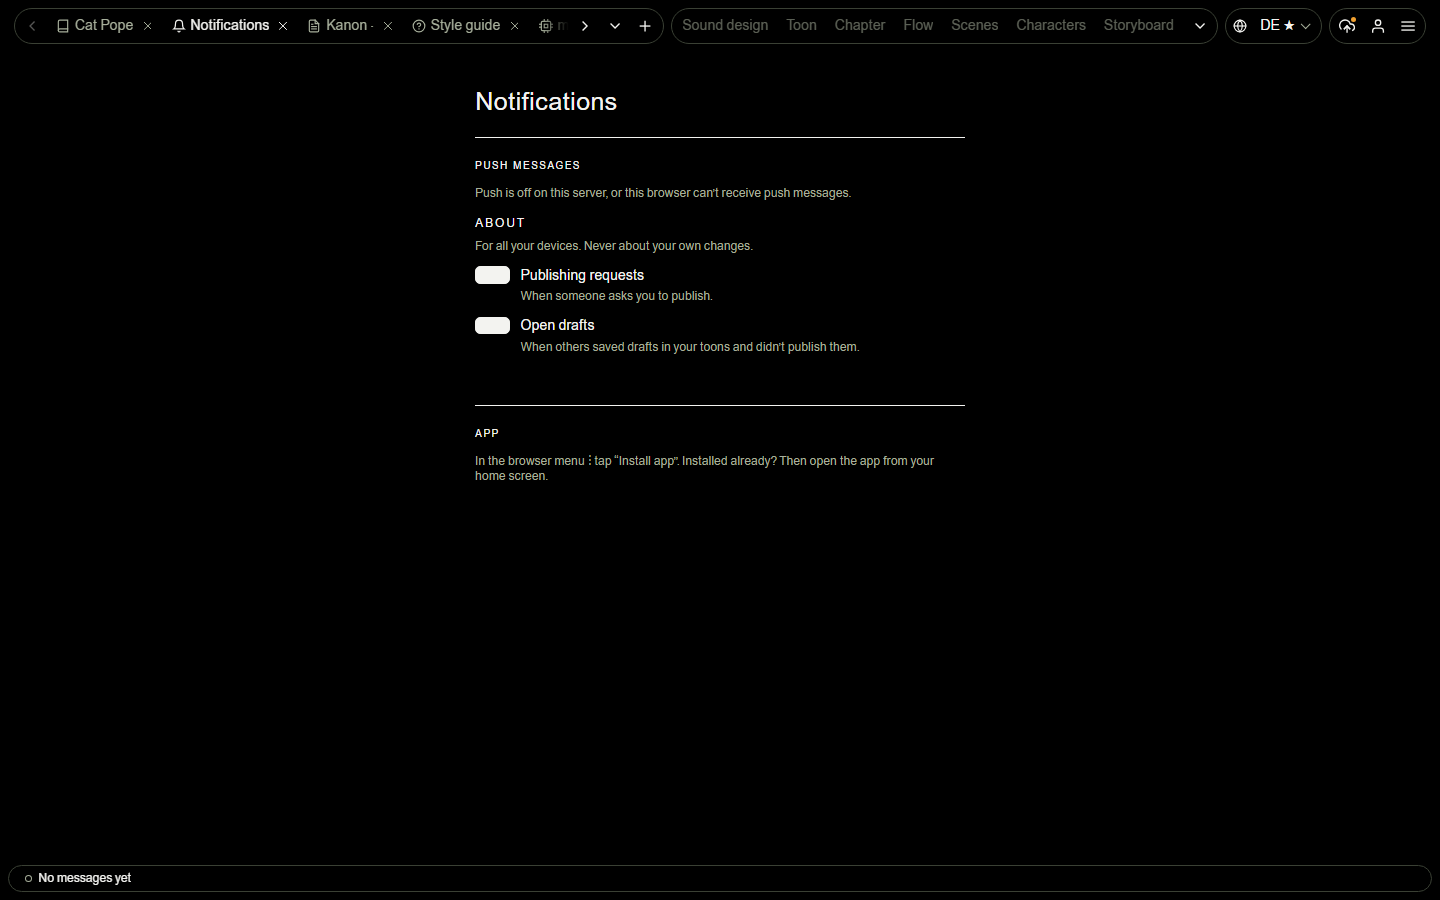 Cat Pope
Notifications
Kanon ·
Style guide
Sound design
Toon
Chapter
Flow
Scenes
Characters
Storyboard
DE ★
Notifications
PUSH MESSAGES
Push is off on this server, or this browser can't receive push messages.
ABOUT
For all your devices. Never about your own changes.
Publishing requests
When someone asks you to publish.
Open drafts
When others saved drafts in your toons and didn't publish them.
APP
In the browser menu ⋮ tap “Install app”. Installed already? Then open the app from your
home screen.
No messages yet